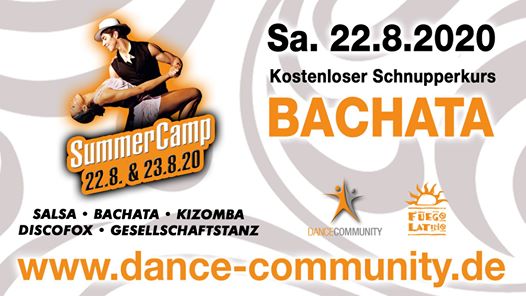 Sa. 22.8.2020
Kostenloser Schnupperkurs
BACHATA
SummerCamp
22.8. & 23.8.20
SALSA • BACHATA • KIZOMBA
DISCOFOX • GESELLSCHAFTSTANZ
DANCECOMMUNITY
FUEGO
LATINO
www.dance-community.de